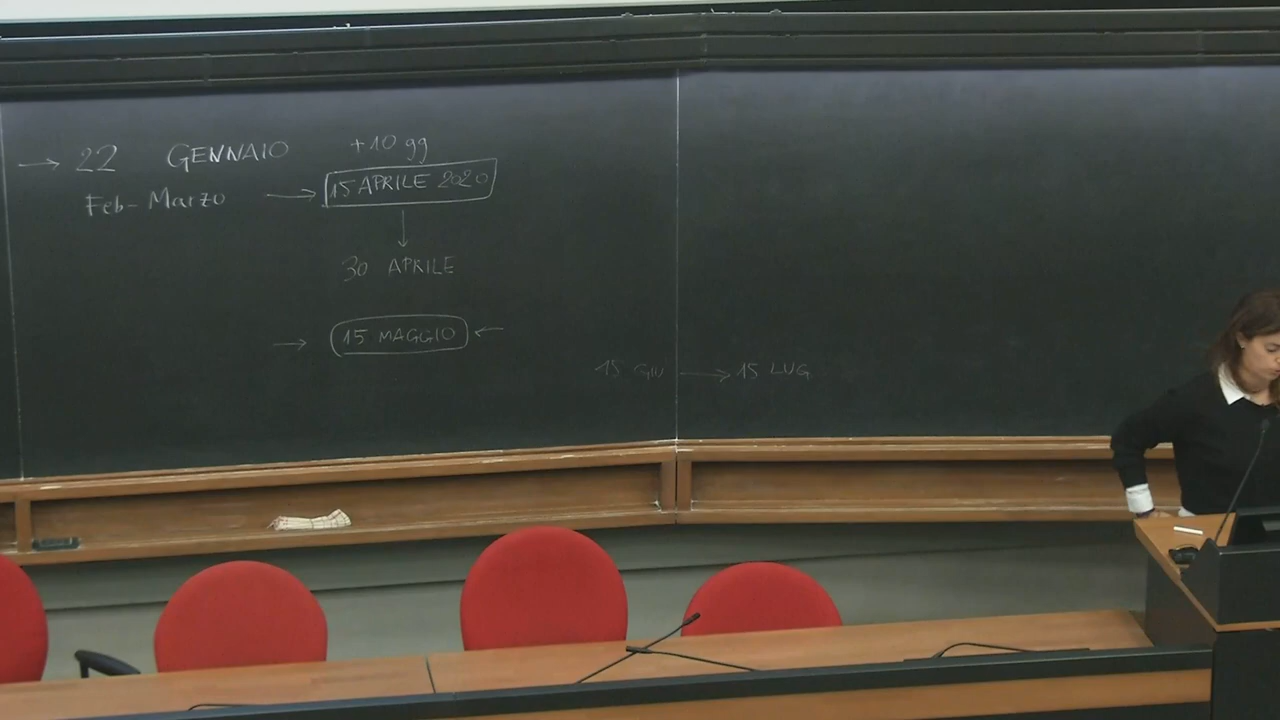 → 22 GENNAIO +10 gg
Feb-Marzo → 15 APRILE 2020
↓
30 APRILE
→ 15 MAGGIO ←
15 GIU → 15 LUG